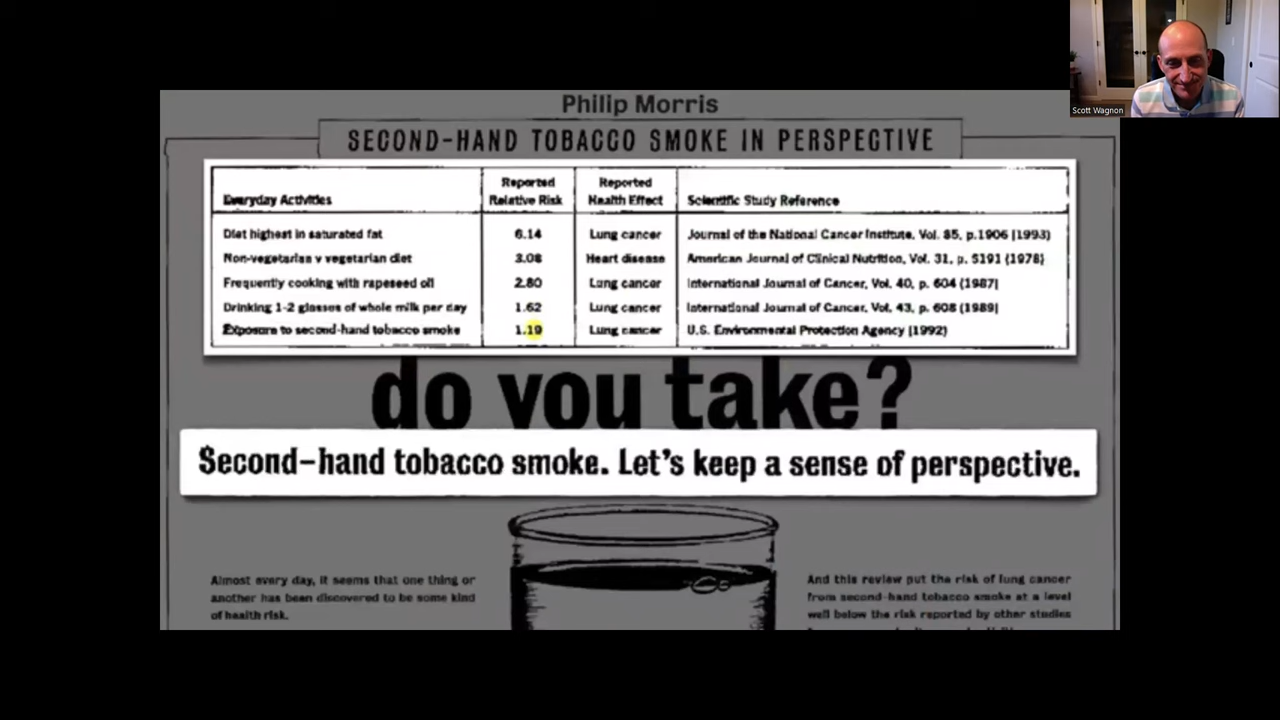 Scott Wagnon
Philip Morris
SECOND-HAND TOBACCO SMOKE IN PERSPECTIVE
Everyday Activities Reported Relative Risk Reported Health Effect Scientific Study Reference
Diet highest in saturated fat 6.14 Lung cancer Journal of the National Cancer Institute, Vol. 85, p.1906 (1993)
Non-vegetarian v vegetarian diet 3.08 Heart disease American Journal of Clinical Nutrition, Vol. 31, p. S191 (1978)
Frequently cooking with rapeseed oil 2.80 Lung cancer International Journal of Cancer, Vol. 40, p. 604 (1987)
Drinking 1-2 glasses of whole milk per day 1.62 Lung cancer International Journal of Cancer, Vol. 43, p. 608 (1989)
Exposure to second-hand tobacco smoke 1.19 Lung cancer U.S. Environmental Protection Agency (1992)
do you take?
Second-hand tobacco smoke. Let's keep a sense of perspective.
Almost every day, it seems that one thing or
another has been discovered to be some kind
of health risk.
And this review put the risk of lung cancer
from second-hand tobacco smoke at a level
well below the risk reported by other studies